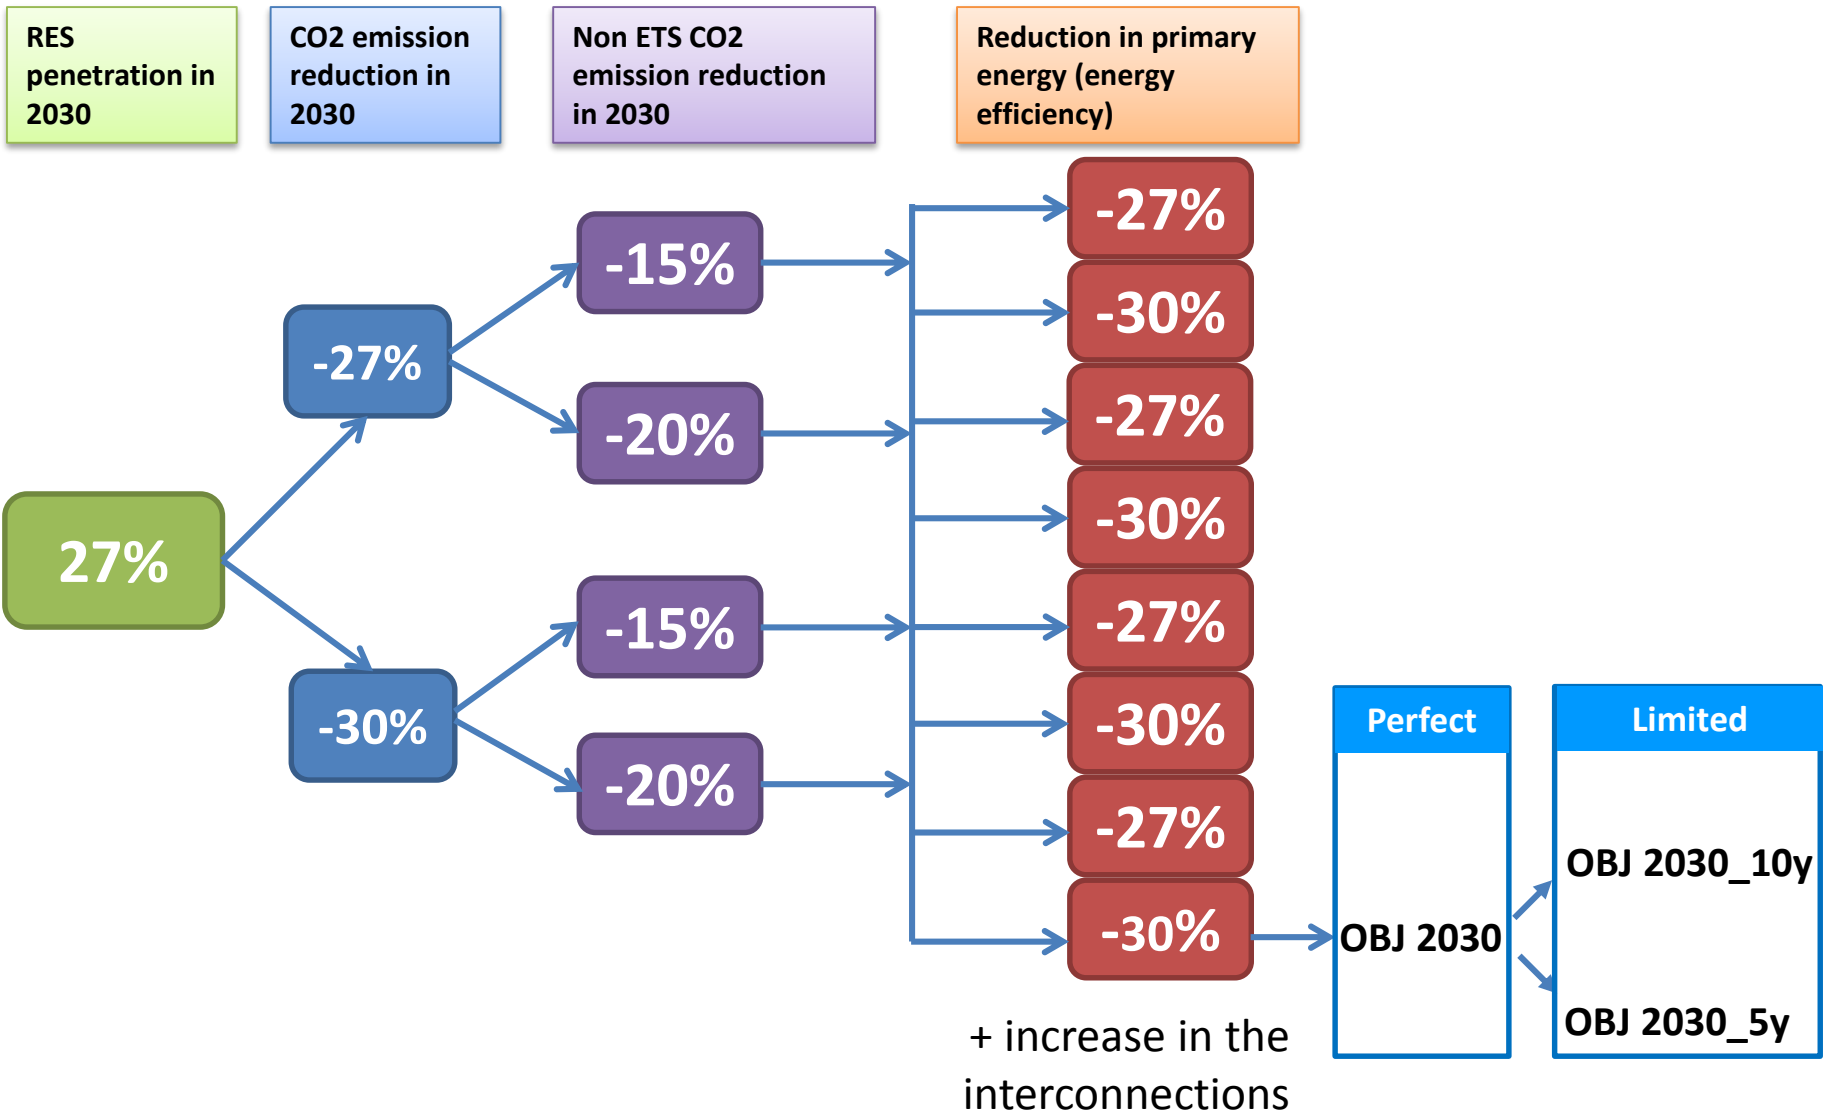 RES
penetration in
2030
CO2 emission
reduction in
2030
Non ETS CO2
emission reduction
in 2030
Reduction in primary
energy (energy
efficiency)
27%
-27%
-30%
-15%
-20%
-15%
-20%
-27%
-30%
-27%
-30%
-27%
-30%
-27%
-30%
+ increase in the
interconnections
Perfect
OBJ 2030
Limited
OBJ 2030_10y
OBJ 2030_5y